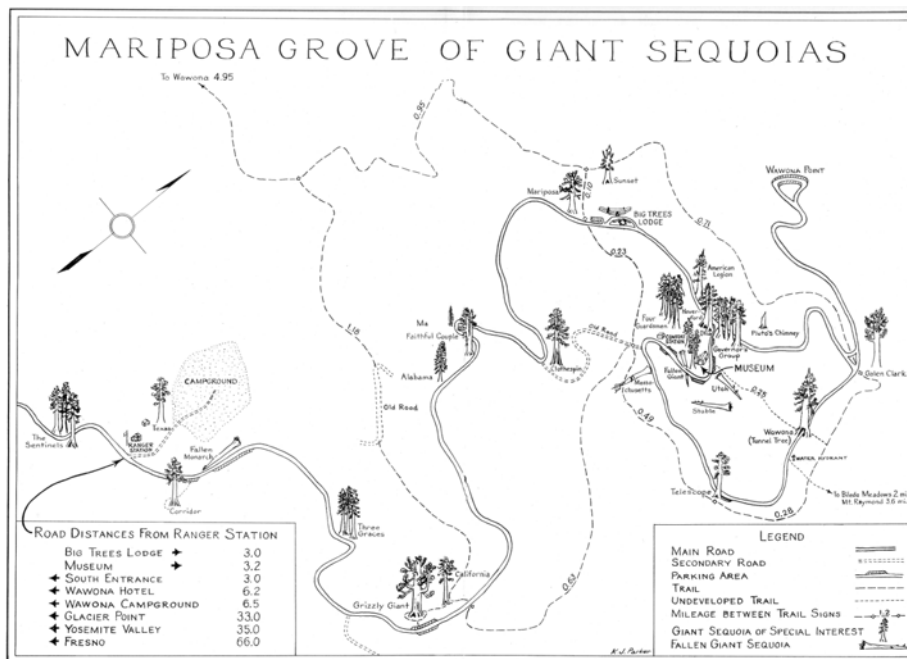 MARIPOSA GROVE OF GIANT SEQUOIAS
To Wawona 4.95
0.95
Sunset
0.10
Mariposa
BIG TREES
LODGE
WAWONA POINT
0.71
0.23
American
Legion
Four
Guardsmen
Pluto's Chimney
Governor's
Group
Galen Clark
Old Road
Fallen
Giant
MUSEUM
Utah
Stable
Massachusetts
Clothespin
Faithful Couple
Alabama
1.18
Old Road
CAMPGROUND
Texas
The
Sentinels
RANGER
STATION
Fallen
Monarch
Corridor
0.49
Wawona
(Tunnel Tree)
WATER HYDRANT
Telescope
0.28
To Biledo Meadows 2 mi
Mt. Raymond 3.6 mi
Three
Graces
California
Grizzly Giant
0.62
ROAD DISTANCES FROM RANGER STATION
BIG TREES LODGE 3.0
MUSEUM 3.2
SOUTH ENTRANCE 3.0
WAWONA HOTEL 6.2
WAWONA CAMPGROUND 6.5
GLACIER POINT 33.0
YOSEMITE VALLEY 35.0
FRESNO 66.0
LEGEND
MAIN ROAD
SECONDARY ROAD
PARKING AREA
TRAIL
UNDEVELOPED TRAIL
MILEAGE BETWEEN TRAIL SIGNS 1.2
GIANT SEQUOIA OF SPECIAL INTEREST
FALLEN GIANT SEQUOIA
K.J. Parker